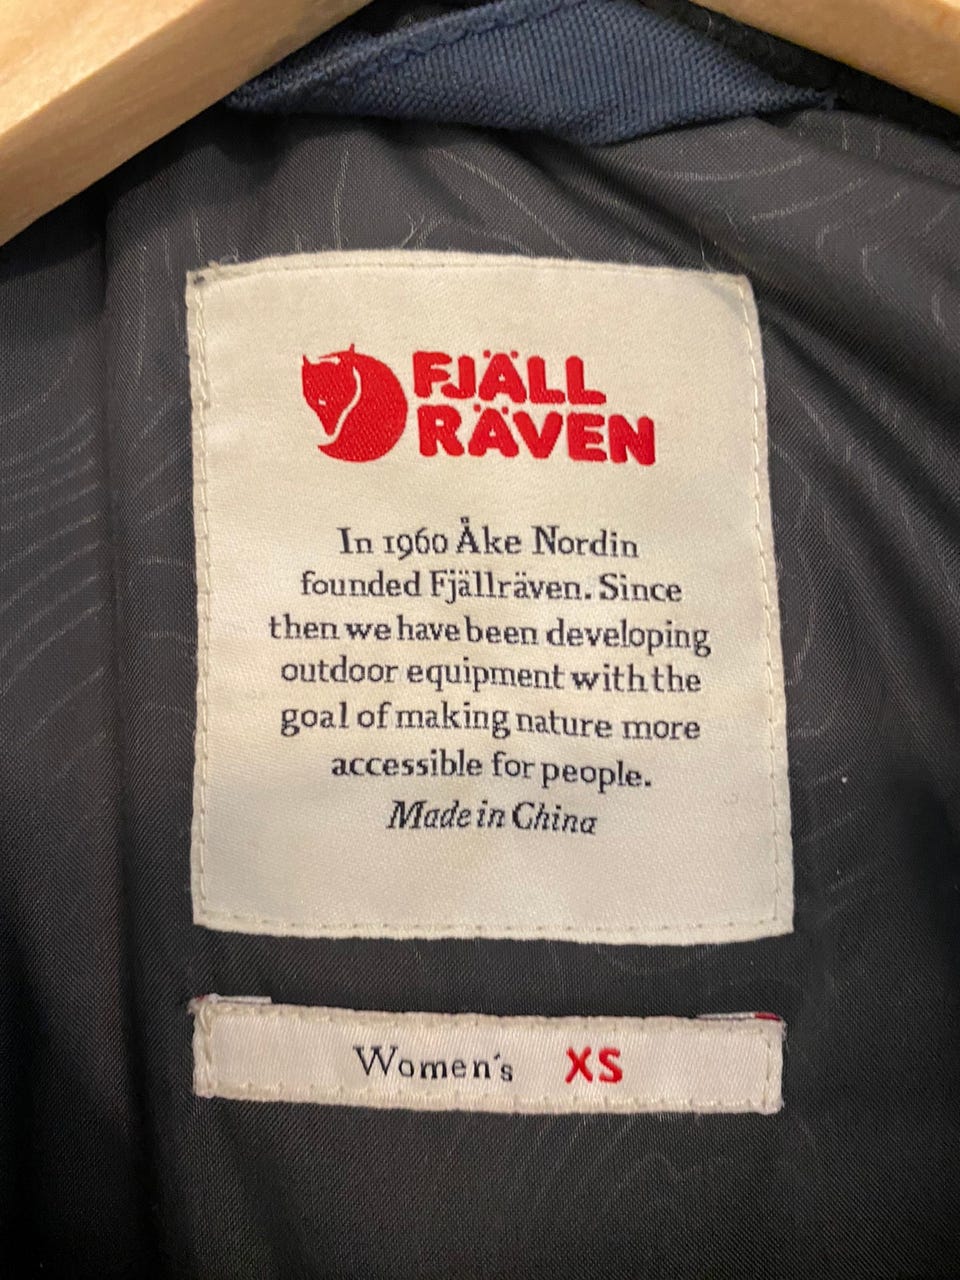 FJÄLL
RÄVEN
In 1960 Åke Nordin
founded Fjällräven. Since
then we have been developing
outdoor equipment with the
goal of making nature more
accessible for people.
Made in China
Women's XS